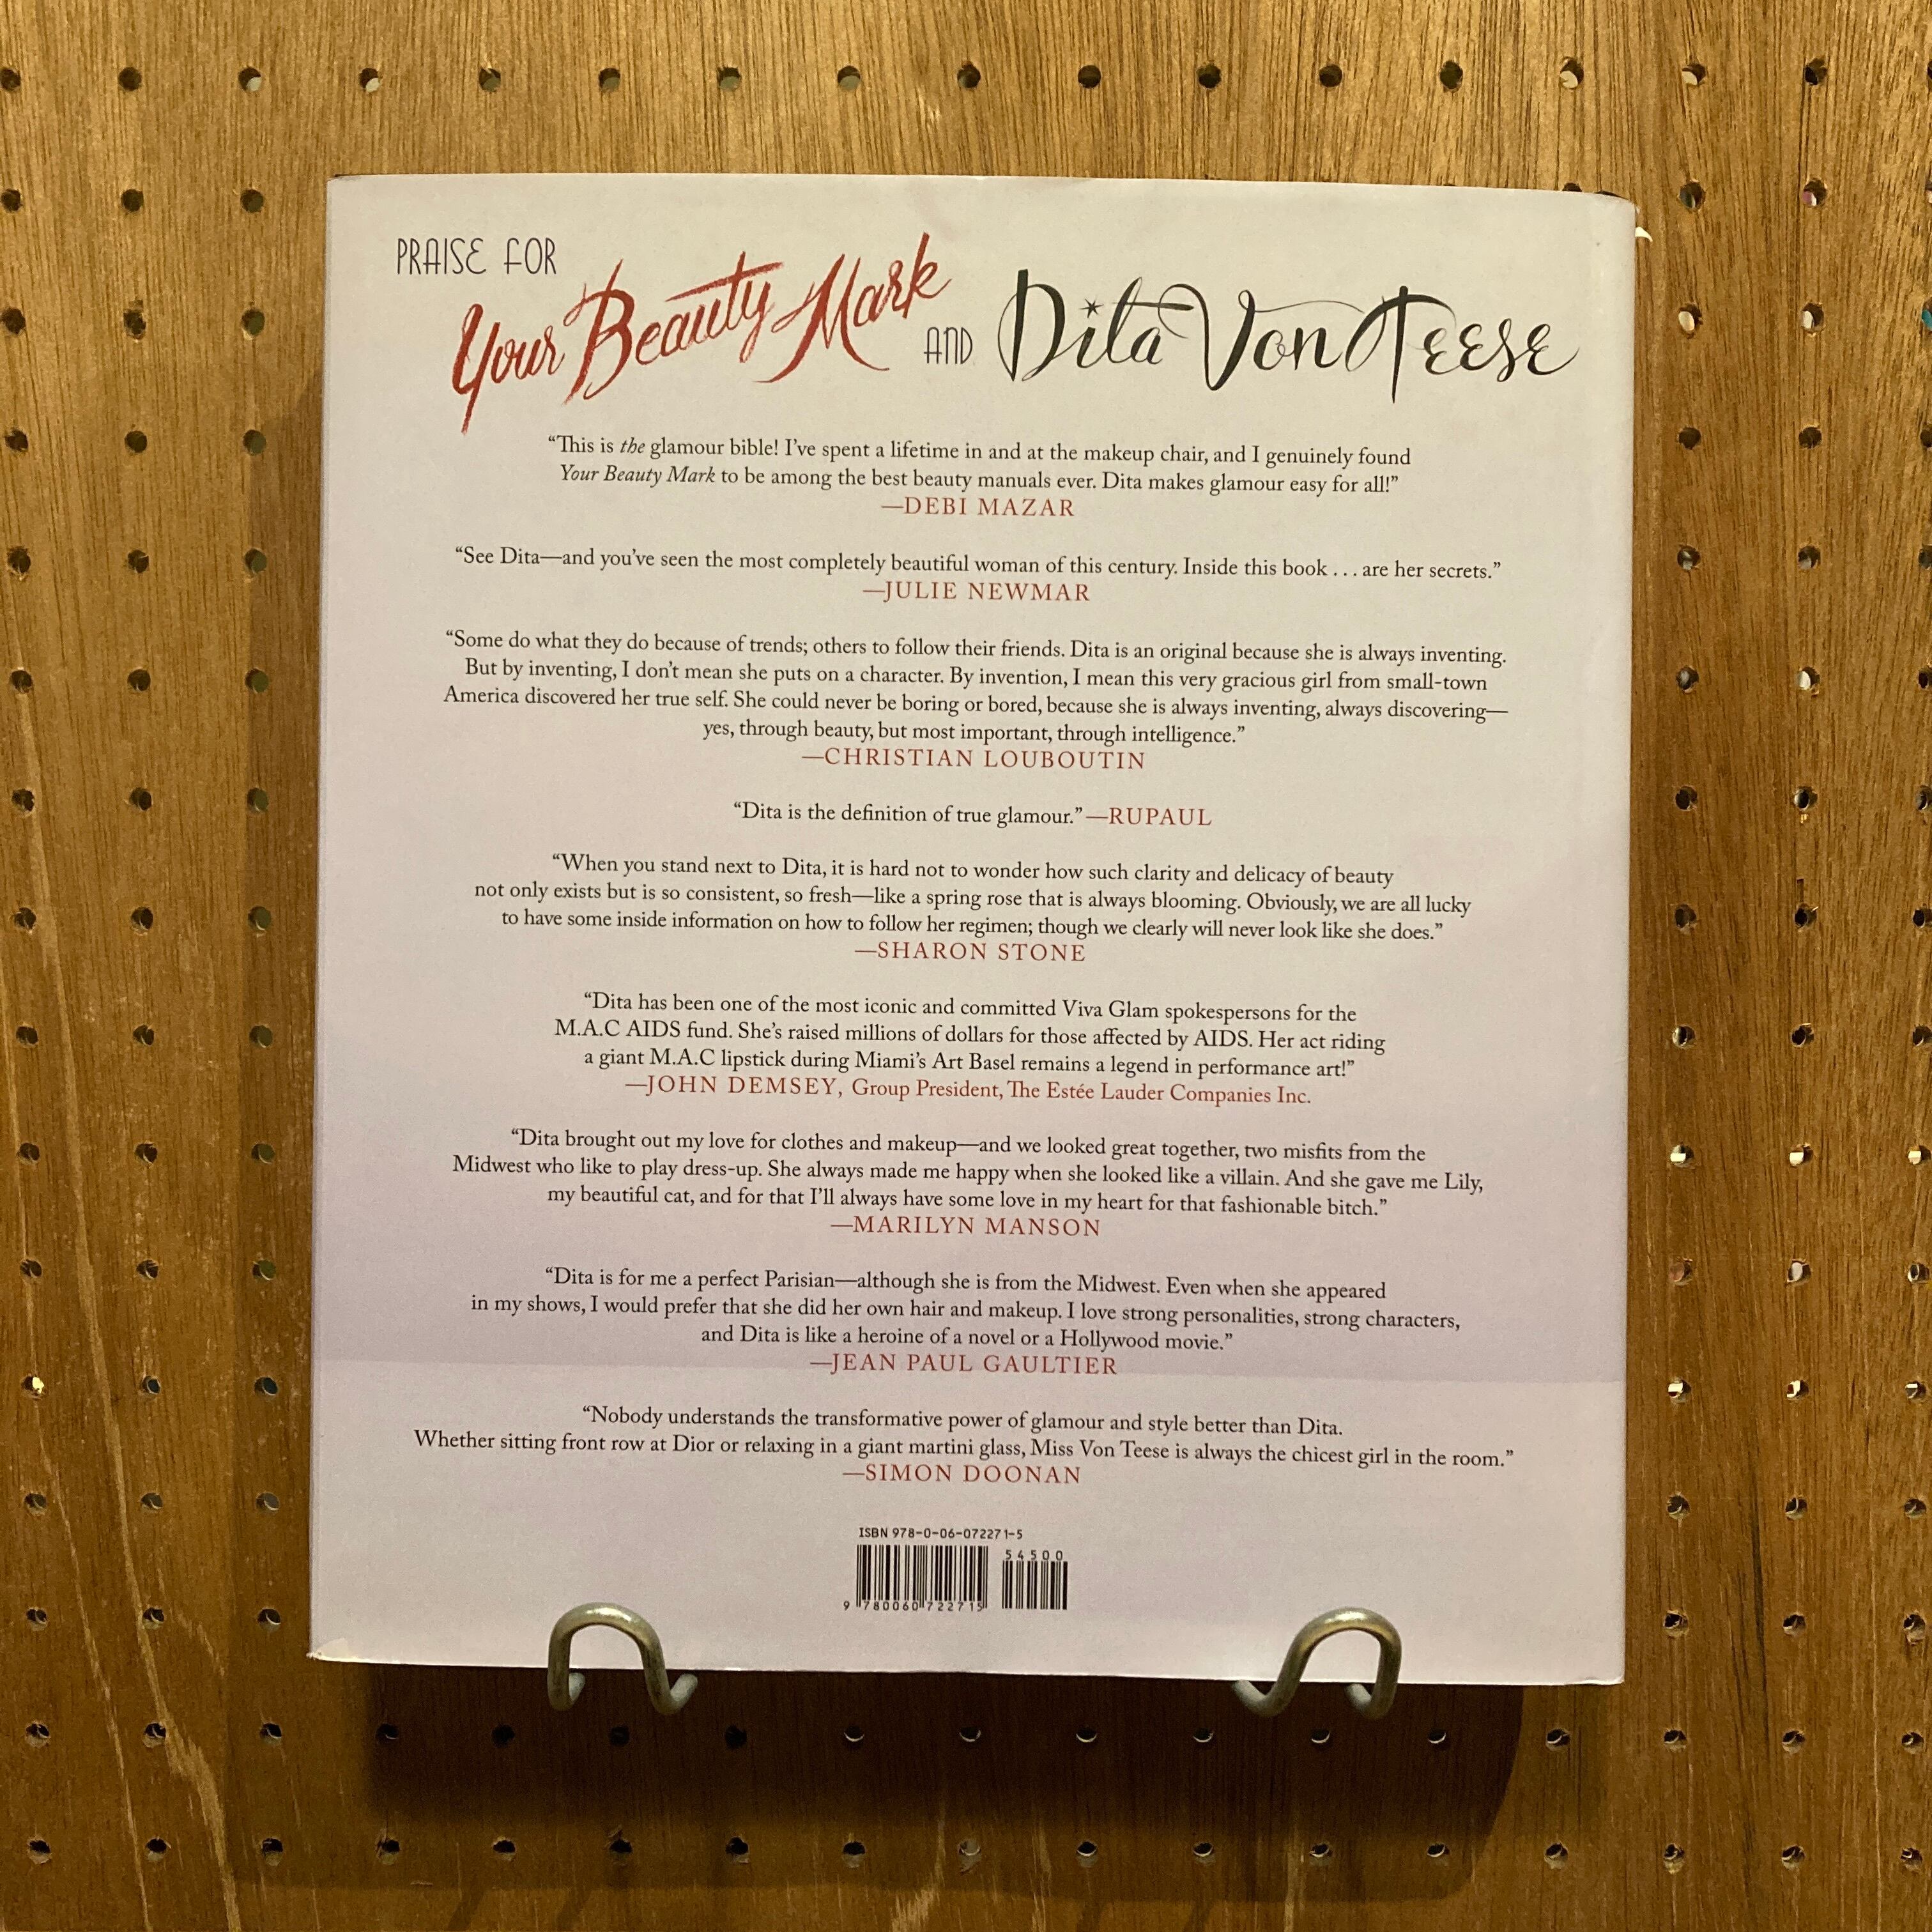 PRAISE FOR
Your Beauty Mark AND Dita Von Teese
“This is the glamour bible! I’ve spent a lifetime in and at the makeup chair, and I genuinely found
Your Beauty Mark to be among the best beauty manuals ever. Dita makes glamour easy for all!”
—DEBI MAZAR
“See Dita—and you’ve seen the most completely beautiful woman of this century. Inside this book . . . are her secrets.”
—JULIE NEWMAR
“Some do what they do because of trends; others to follow their friends. Dita is an original because she is always inventing.
But by inventing, I don’t mean she puts on a character. By invention, I mean this very gracious girl from small-town
America discovered her true self. She could never be boring or bored, because she is always inventing, always discovering—
yes, through beauty, but most important, through intelligence.”
—CHRISTIAN LOUBOUTIN
“Dita is the definition of true glamour.”—RUPAUL
“When you stand next to Dita, it is hard not to wonder how such clarity and delicacy of beauty
not only exists but is so consistent, so fresh—like a spring rose that is always blooming. Obviously, we are all lucky
to have some inside information on how to follow her regimen; though we clearly will never look like she does.”
—SHARON STONE
“Dita has been one of the most iconic and committed Viva Glam spokespersons for the
M.A.C AIDS fund. She’s raised millions of dollars for those affected by AIDS. Her act riding
a giant M.A.C lipstick during Miami’s Art Basel remains a legend in performance art!”
—JOHN DEMSEY, Group President, The Estée Lauder Companies Inc.
“Dita brought out my love for clothes and makeup—and we looked great together, two misfits from the
Midwest who like to play dress-up. She always made me happy when she looked like a villain. And she gave me Lily,
my beautiful cat, and for that I’ll always have some love in my heart for that fashionable bitch.”
—MARILYN MANSON
“Dita is for me a perfect Parisian—although she is from the Midwest. Even when she appeared
in my shows, I would prefer that she did her own hair and makeup. I love strong personalities, strong characters,
and Dita is like a heroine of a novel or a Hollywood movie.”
—JEAN PAUL GAULTIER
“Nobody understands the transformative power of glamour and style better than Dita.
Whether sitting front row at Dior or relaxing in a giant martini glass, Miss Von Teese is always the chicest girl in the room.”
—SIMON DOONAN
ISBN 978-0-06-072271-5
54500
9 780060 722715